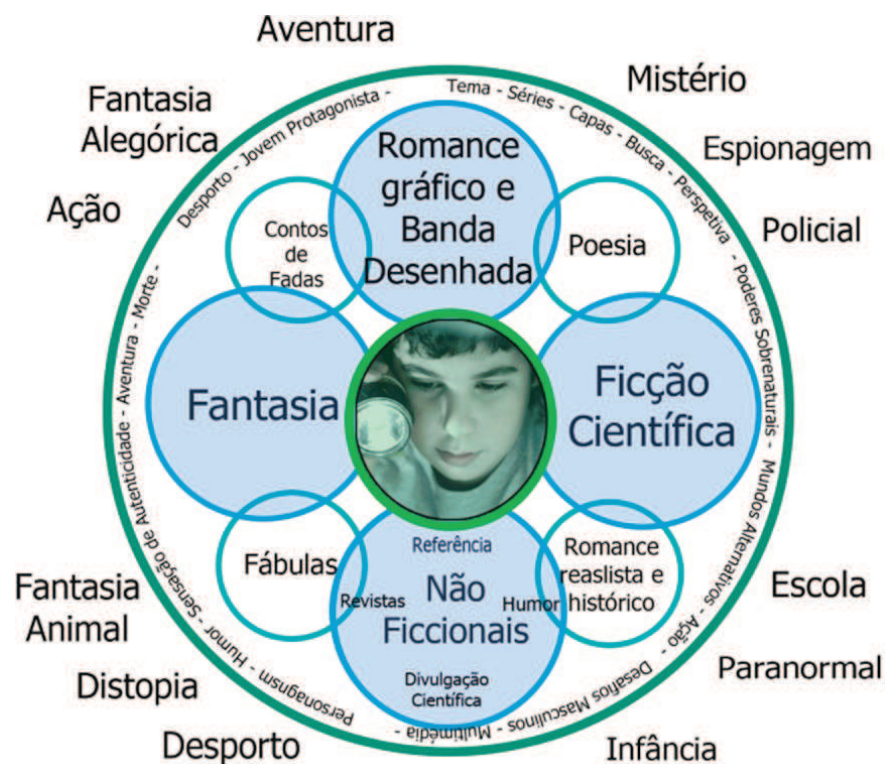 Aventura
Mistério
Fantasia
Alegórica
Espionagem
Ação
Policial
Desporto - Jovem Protagonista -
Tema - Séries - Capas - Busca - Perspetiva
- Poderes Sobrenaturais - Mundos Alternativos - Ação - Desafios Masculinos - Multimédia -
Personagnsm - Humor - Sensação de Autenticidade - Aventura - Morte -
Romance
gráfico e
Banda
Desenhada
Contos
de
Fadas
Poesia
Fantasia
Ficção
Científica
Fábulas
Referência
Revistas
Não
Ficcionais
Humor
Divulgação
Científica
Romance
reaslista e
histórico
Fantasia
Animal
Escola
Distopia
Paranormal
Desporto
Infância